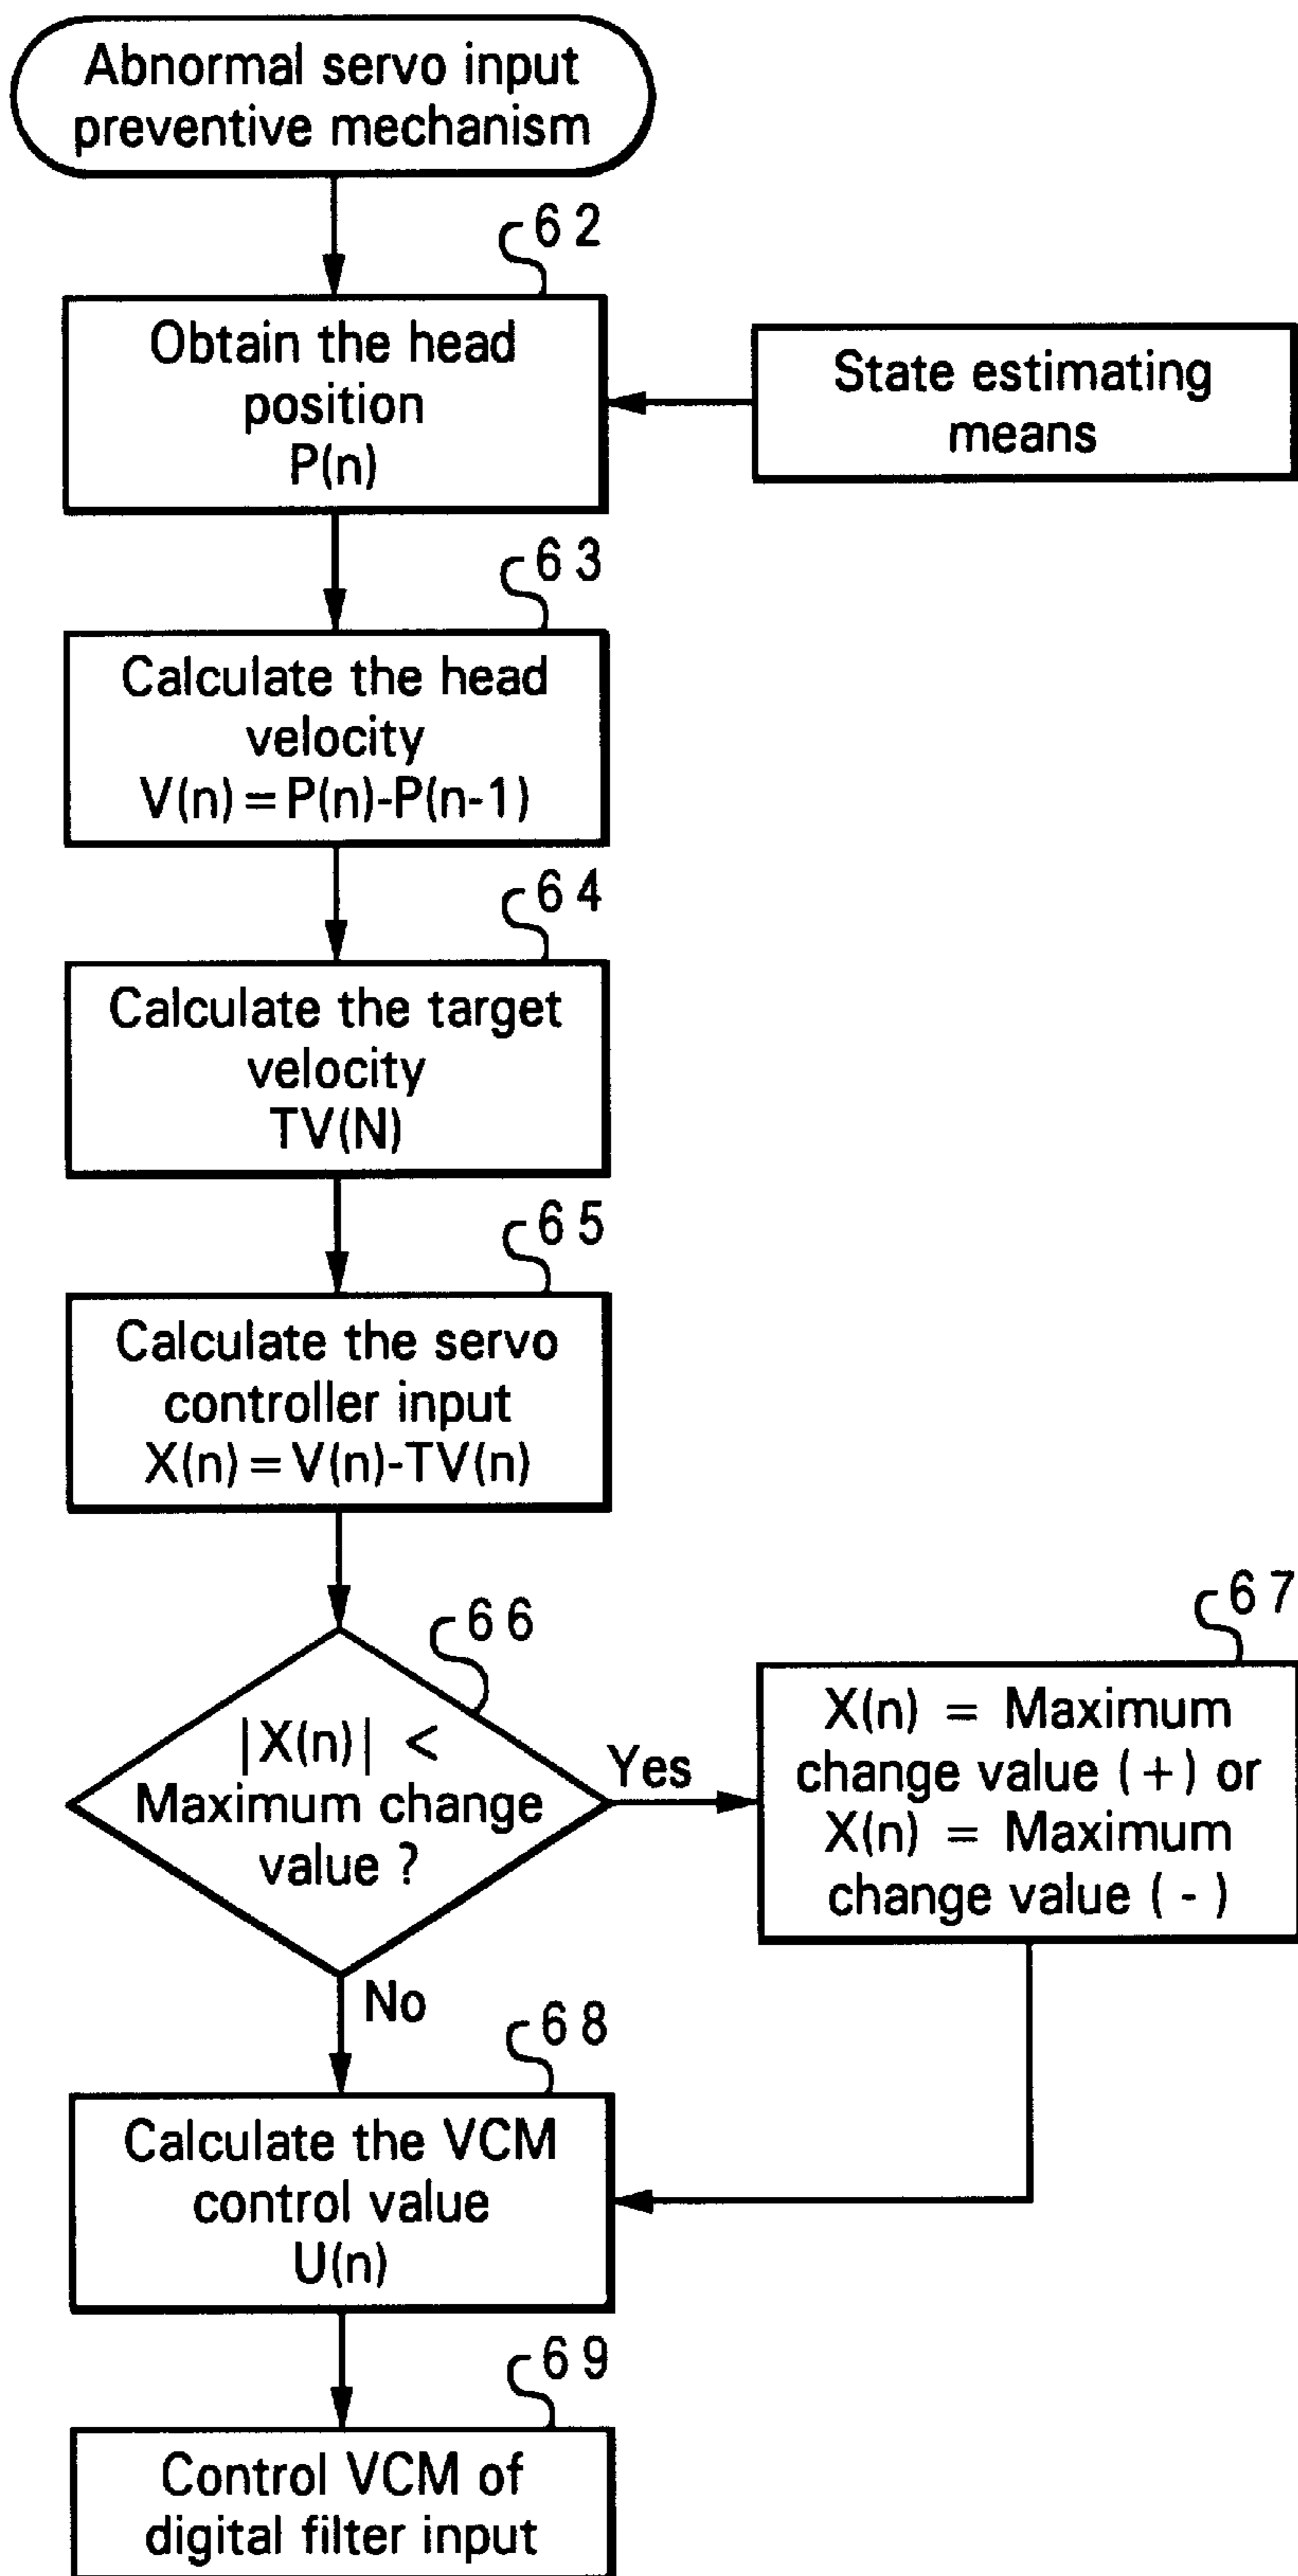 Abnormal servo input
preventive mechanism
62
Obtain the head
position
P(n)
State estimating
means
63
Calculate the head
velocity
V(n)=P(n)-P(n-1)
64
Calculate the target
velocity
TV(N)
65
Calculate the servo
controller input
X(n)=V(n)-TV(n)
66
|X(n)| <
Maximum change
value ?
Yes
67
X(n) = Maximum
change value (+) or
X(n) = Maximum
change value ( - )
No
68
Calculate the VCM
control value
U(n)
69
Control VCM of
digital filter input